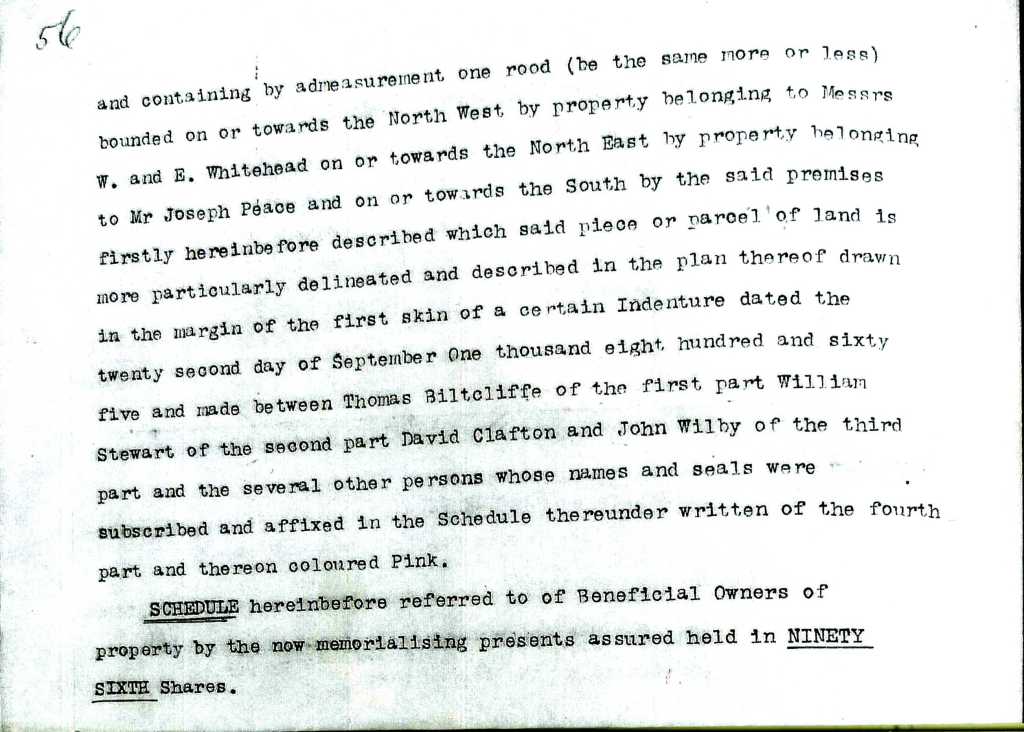 56
and containing by admeasurement one rood (be the same more or less)
bounded on or towards the North West by property belonging to Messrs
W. and E. Whitehead on or towards the North East by property belonging
to Mr Joseph Peace and on or towards the South by the said premises
firstly hereinbefore described which said piece or parcel of land is
more particularly delineated and described in the plan thereof drawn
in the margin of the first skin of a certain Indenture dated the
twenty second day of September One thousand eight hundred and sixty
five and made between Thomas Biltcliffe of the first part William
Stewart of the second part David Clafton and John Wilby of the third
part and the several other persons whose names and seals were
subscribed and affixed in the Schedule thereunder written of the fourth
part and thereon coloured Pink.
SCHEDULE hereinbefore referred to of Beneficial Owners of
property by the now memorialising presents assured held in NINETY
SIXTH Shares.